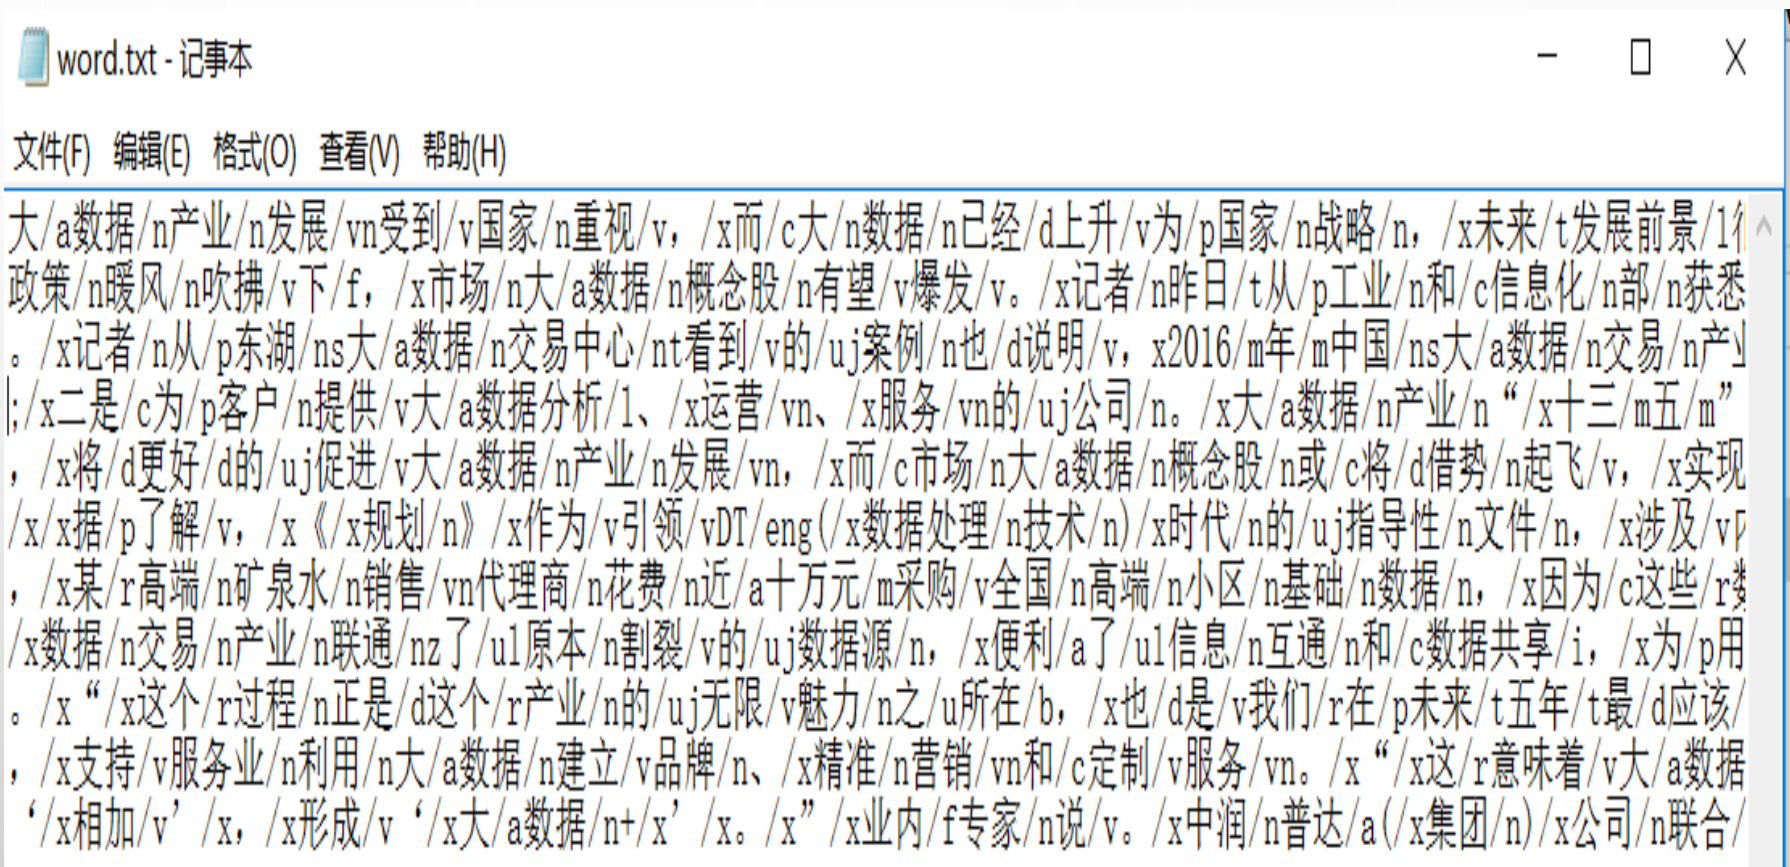 word.txt - 记事本
文件(F) 编辑(E) 格式(O) 查看(V) 帮助(H)
大/a数据/n产业/n发展/vn受到/v国家/n重视/v，/x而/c大/n数据/n已经/d上升/v为/p国家/n战略/n，/x未来/t发展前景/l
政策/n暖风/n吹拂/v下/f，/x市场/n大/a数据/n概念股/n有望/v爆发/v。/x记者/n昨日/t从/p工业/n和/c信息化/n部/n获悉
。/x记者/n从/p东湖/ns大/a数据/n交易中心/nt看到/v的/uj案例/n也/d说明/v，x2016/m年/m中国/ns大/a数据/n交易/n产业
;/x二是/c为/p客户/n提供/v大/a数据分析/l、/x运营/vn、/x服务/vn的/uj公司/n。/x大/a数据/n产业/n“/x十三/m五/m”
，/x将/d更好/d的/uj促进/v大/a数据/n产业/n发展/vn，/x而/c市场/n大/a数据/n概念股/n或/c将/d借势/n起飞/v，/x实现
/x/x据/p了解/v，/x《/x规划/n》/x作为/v引领/vDT/eng(/x数据处理/n技术/n)/x时代/n的/uj指导性/n文件/n，/x涉及/v
，/x某/r高端/n矿泉水/n销售/vn代理商/n花费/n近/a十万元/m采购/v全国/n高端/n小区/n基础/n数据/n，/x因为/c这些/r
/x数据/n交易/n产业/n联通/nz了/ul原本/n割裂/v的/uj数据源/n，/x便利/a了/ul信息/n互通/n和/c数据共享/i，/x为/p用
。/x“/x这个/r过程/n正是/d这个/r产业/n的/uj无限/v魅力/n之/u所在/b，/x也/d是/v我们/r在/p未来/t五年/t最/d应该/
，/x支持/v服务业/n利用/n大/a数据/n建立/v品牌/n、/x精准/n营销/vn和/c定制/v服务/vn。/x“/x这/r意味着/v大/a数据
‘/x相加/v’/x，/x形成/v‘/x大/a数据/n+/x’/x。/x”/x业内/f专家/n说/v。/x中润/n普达/a(/x集团/n)/x公司/n联合/